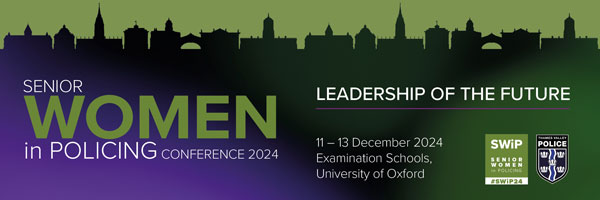 SENIOR
WOMEN
in POLICING CONFERENCE 2024
LEADERSHIP OF THE FUTURE
11 – 13 December 2024
Examination Schools,
University of Oxford
SWiP
SENIOR
WOMEN
in POLICING
#SWiP24
THAMES VALLEY
POLICE